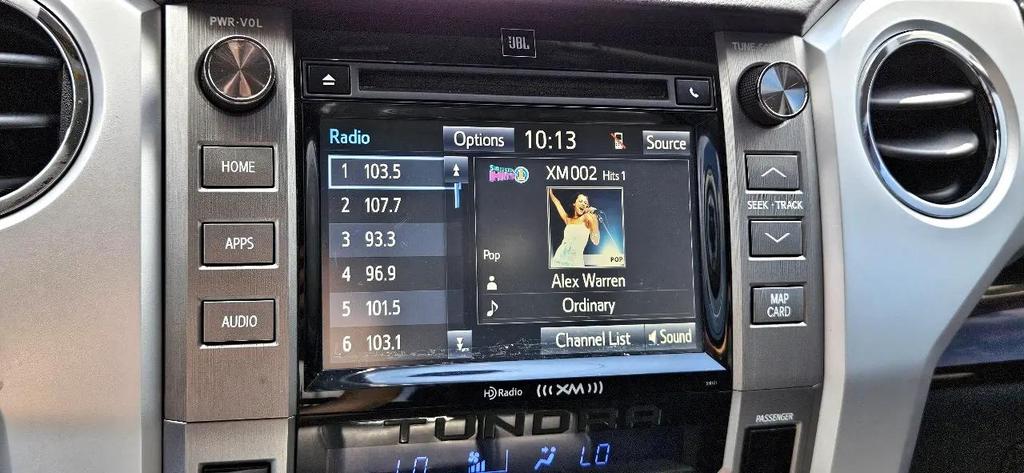 PWR·VOL
JBL
TUNE·
Radio
Options
10:13
Source
HOME
APPS
AUDIO
1 103.5
2 107.7
3 93.3
4 96.9
5 101.5
6 103.1
XM002 Hits 1
POP
Pop
Alex Warren
Ordinary
Channel List
Sound
SEEK·TRACK
MAP
CARD
HD Radio
XM
TUNDRA
PASSENGER
LO
LO